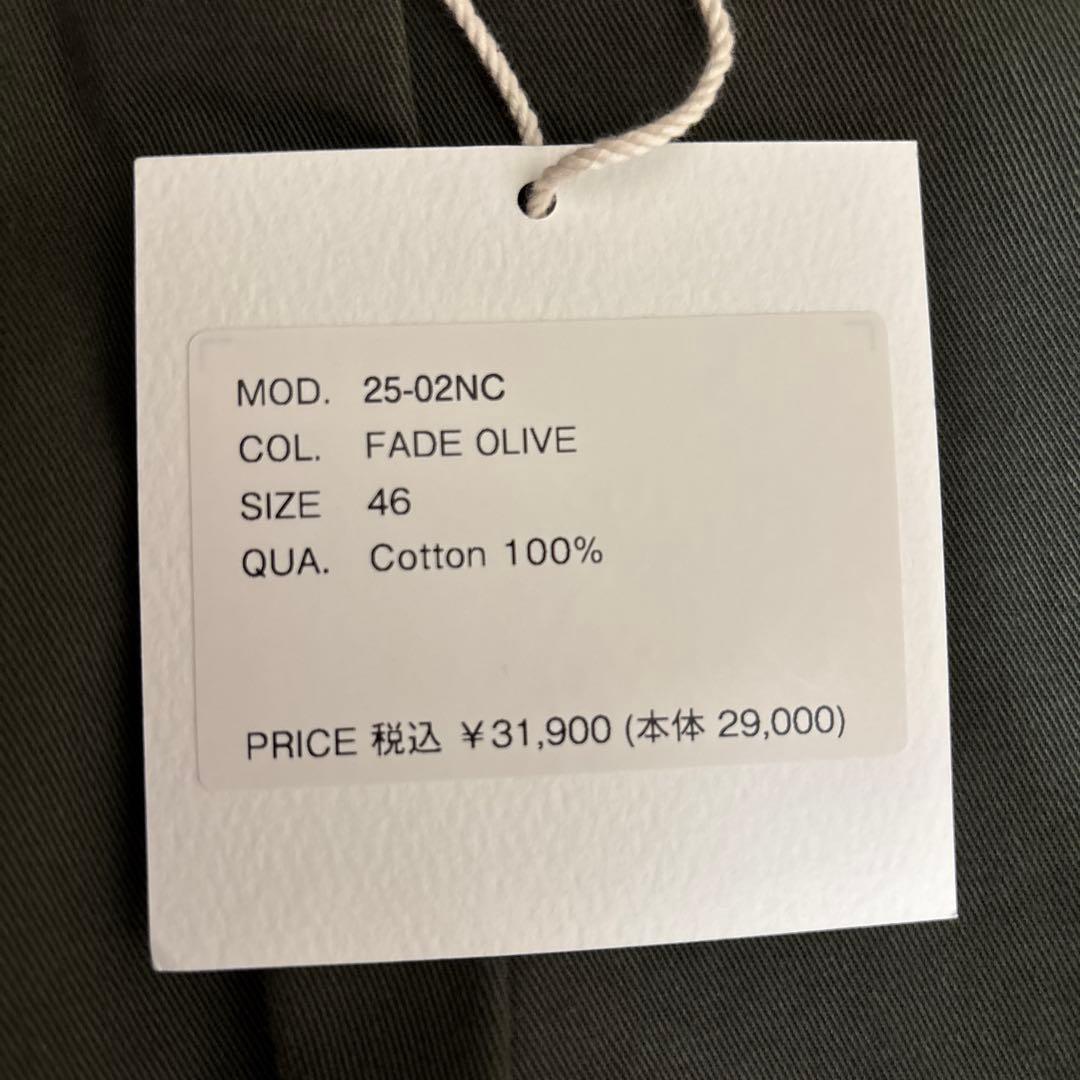 MOD. 25-02NC
COL. FADE OLIVE
SIZE 46
QUA. Cotton 100%
PRICE 税込 ¥31,900 (本体 29,000)